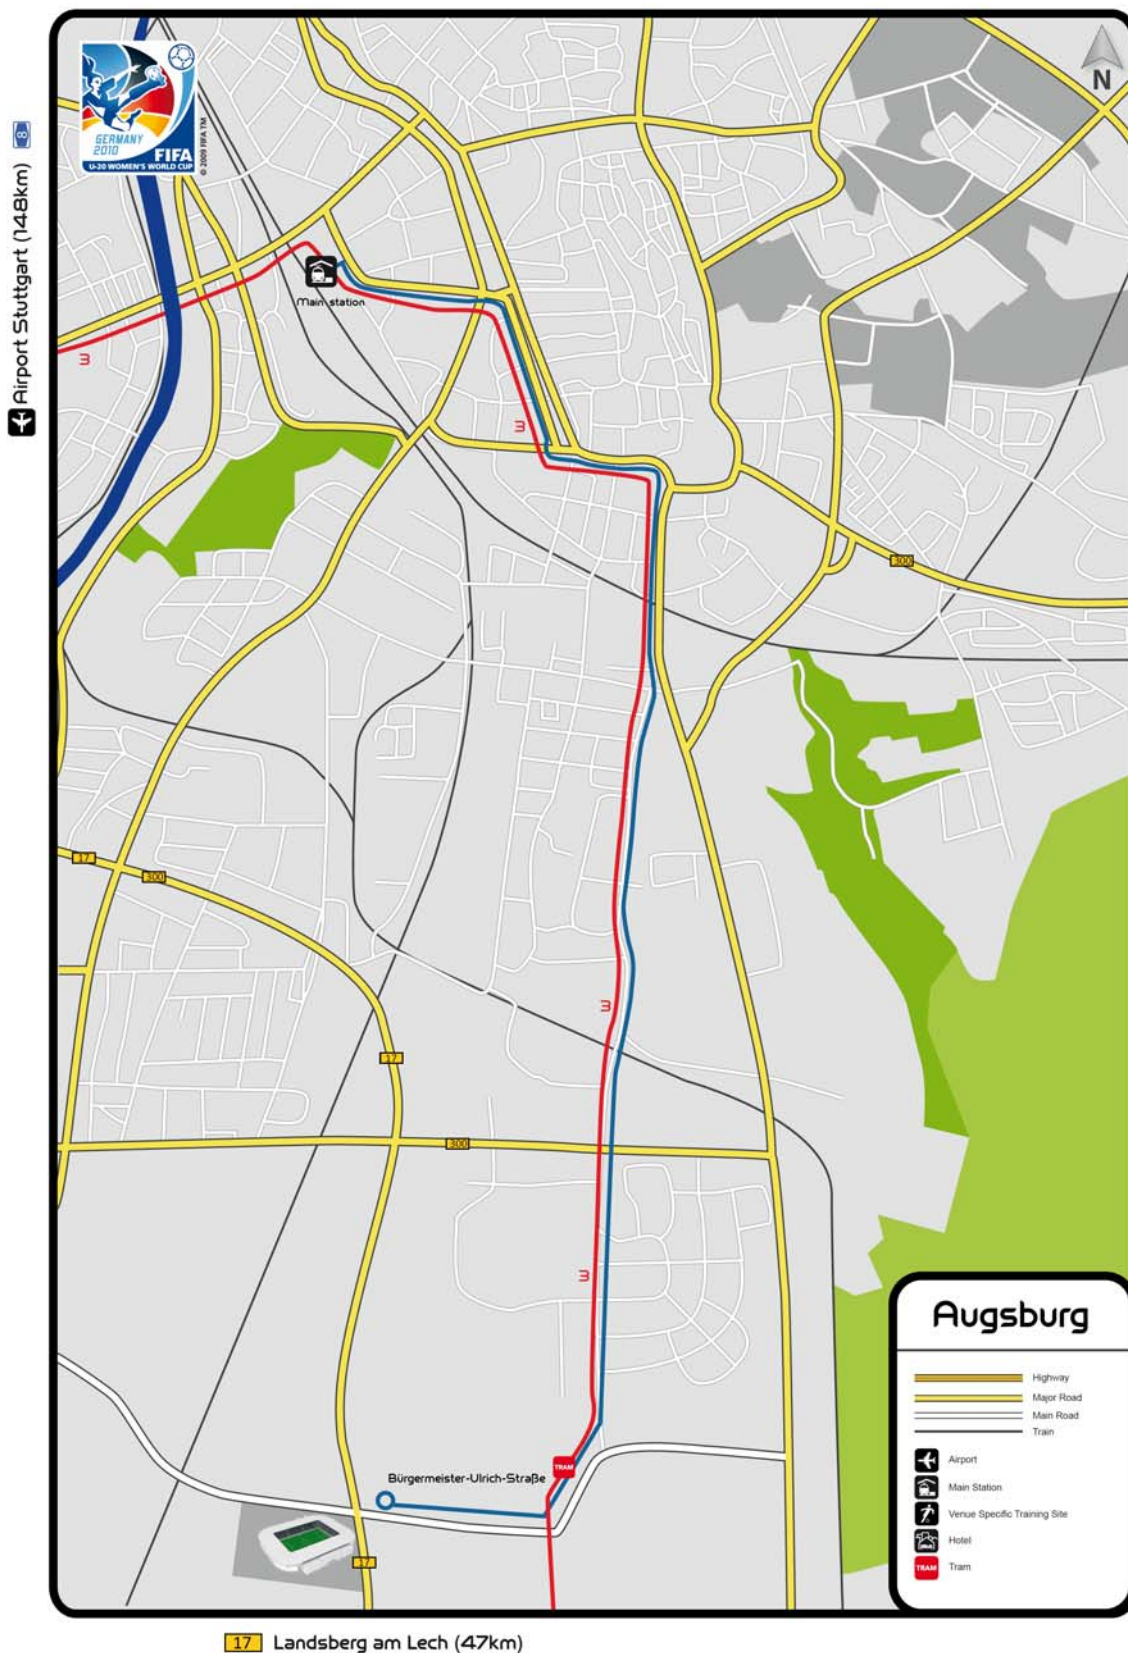 GERMANY
2010
FIFA
U-20 WOMEN'S WORLD CUP
© 2009 FIFA TM
N
Airport Stuttgart (148km) 8
Main station
3
3
300
17
300
3
17
300
3
Bürgermeister-Ulrich-Straße
TRAM
17
Augsburg
Highway
Major Road
Main Road
Train
Airport
Main Station
Venue Specific Training Site
Hotel
TRAM Tram
17 Landsberg am Lech (47km)